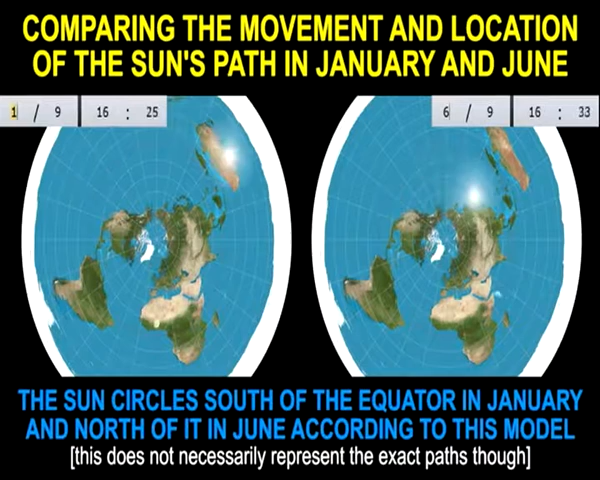 COMPARING THE MOVEMENT AND LOCATION
OF THE SUN'S PATH IN JANUARY AND JUNE
1 / 9 16 : 25
6 / 9 16 : 33
THE SUN CIRCLES SOUTH OF THE EQUATOR IN JANUARY
AND NORTH OF IT IN JUNE ACCORDING TO THIS MODEL
[this does not necessarily represent the exact paths though]